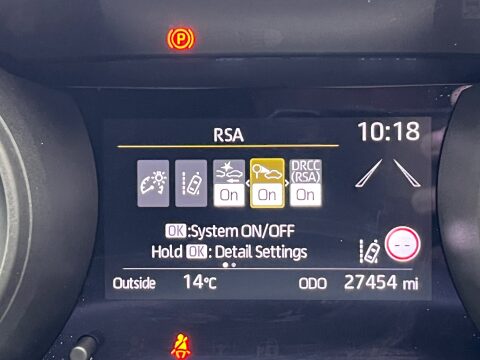 P
RSA
10:18
DRCC
(RSA)
On
On
On
OK:System ON/OFF
Hold OK: Detail Settings
Outside 14°C ODO 27454 mi